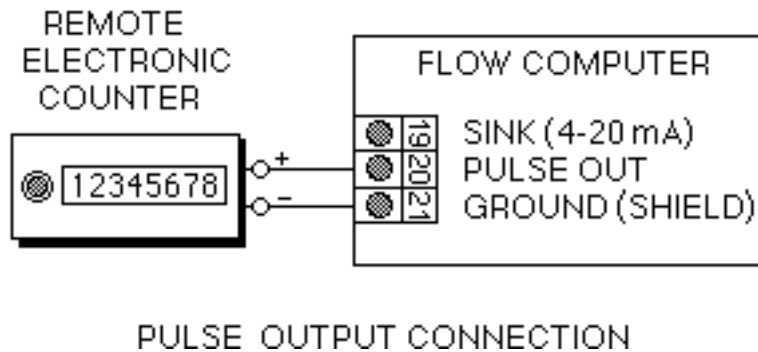 REMOTE
ELECTRONIC
COUNTER
12345678
+
-
FLOW COMPUTER
19 SINK (4-20 mA)
20 PULSE OUT
21 GROUND (SHIELD)
PULSE OUTPUT CONNECTION